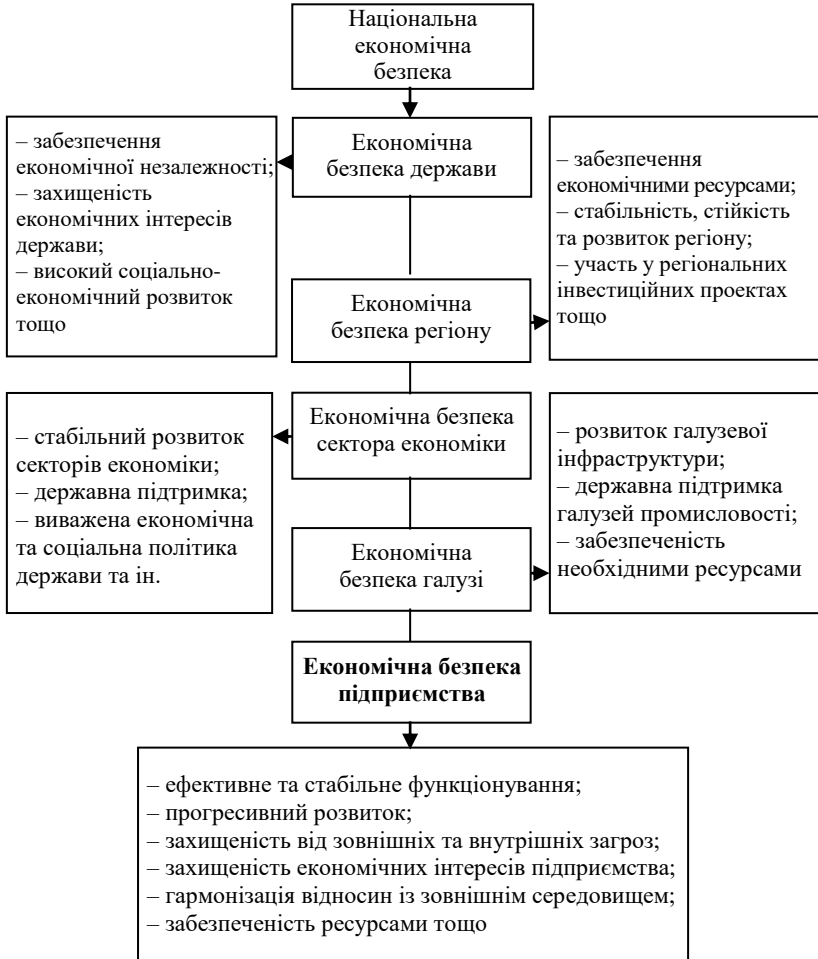 Національна
економічна
безпека
Економічна
безпека держави
– забезпечення
економічної незалежності;
– захищеність
економічних інтересів
держави;
– високий соціально-
економічний розвиток
тощо
– забезпечення
економічними ресурсами;
– стабільність, стійкість
та розвиток регіону;
– участь у регіональних
інвестиційних проектах
тощо
Економічна
безпека регіону
Економічна безпека
сектора економіки
– стабільний розвиток
секторів економіки;
– державна підтримка;
– виважена економічна
та соціальна політика
держави та ін.
– розвиток галузевої
інфраструктури;
– державна підтримка
галузей промисловості;
– забезпеченість
необхідними ресурсами
Економічна
безпека галузі
Економічна безпека
підприємства
– ефективне та стабільне функціонування;
– прогресивний розвиток;
– захищеність від зовнішніх та внутрішніх загроз;
– захищеність економічних інтересів підприємства;
– гармонізація відносин із зовнішнім середовищем;
– забезпеченість ресурсами тощо